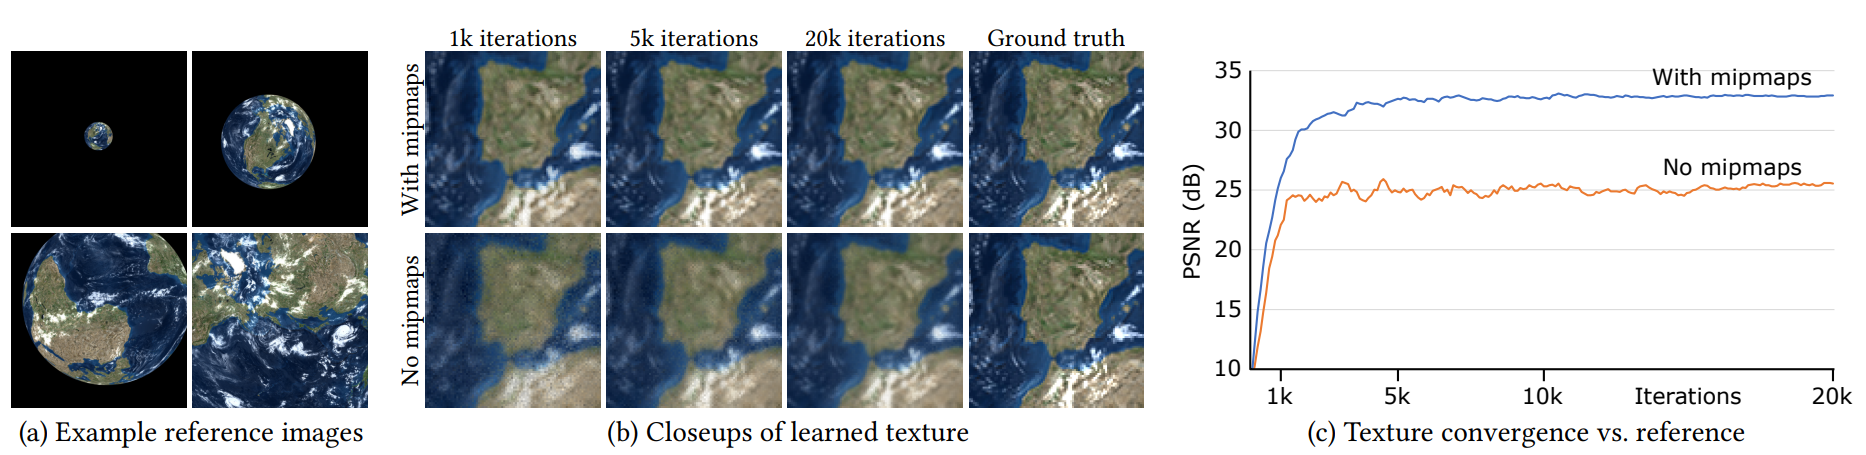 1k iterations 5k iterations 20k iterations Ground truth
With mipmaps
No mipmaps
(a) Example reference images
(b) Closeups of learned texture
PSNR (dB)
35
30
25
20
15
10
With mipmaps
No mipmaps
1k 5k 10k Iterations 20k
(c) Texture convergence vs. reference